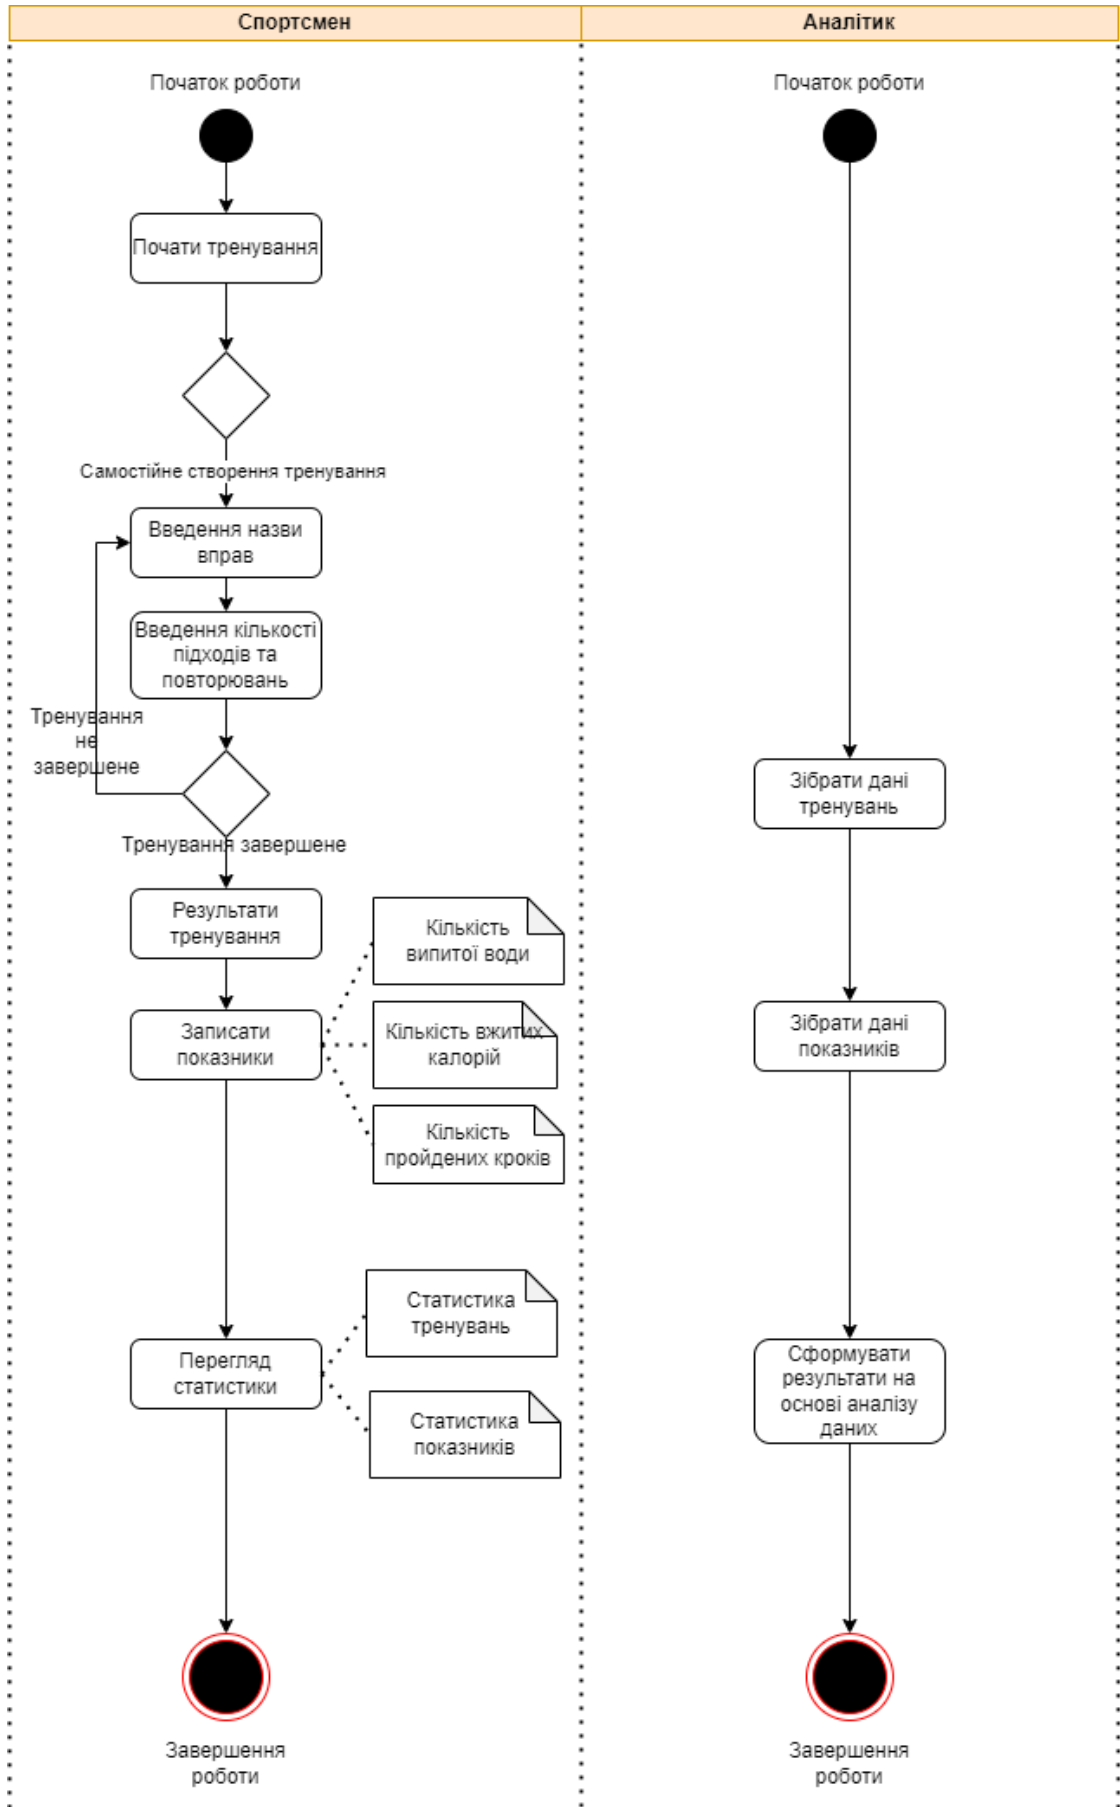 Спортсмен
Аналітик
Початок роботи
Початок роботи
Почати тренування
Самостійне створення тренування
Введення назви
вправ
Введення кількості
підходів та
повторювань
Тренування
не
завершене
Тренування завершене
Зібрати дані
тренувань
Результати
тренування
Кількість
випитої води
Записати
показники
Кількість вжитих
калорій
Зібрати дані
показників
Кількість
пройдених кроків
Статистика
тренувань
Перегляд
статистики
Сформувати
результати на
основі аналізу
даних
Статистика
показників
Завершення
роботи
Завершення
роботи